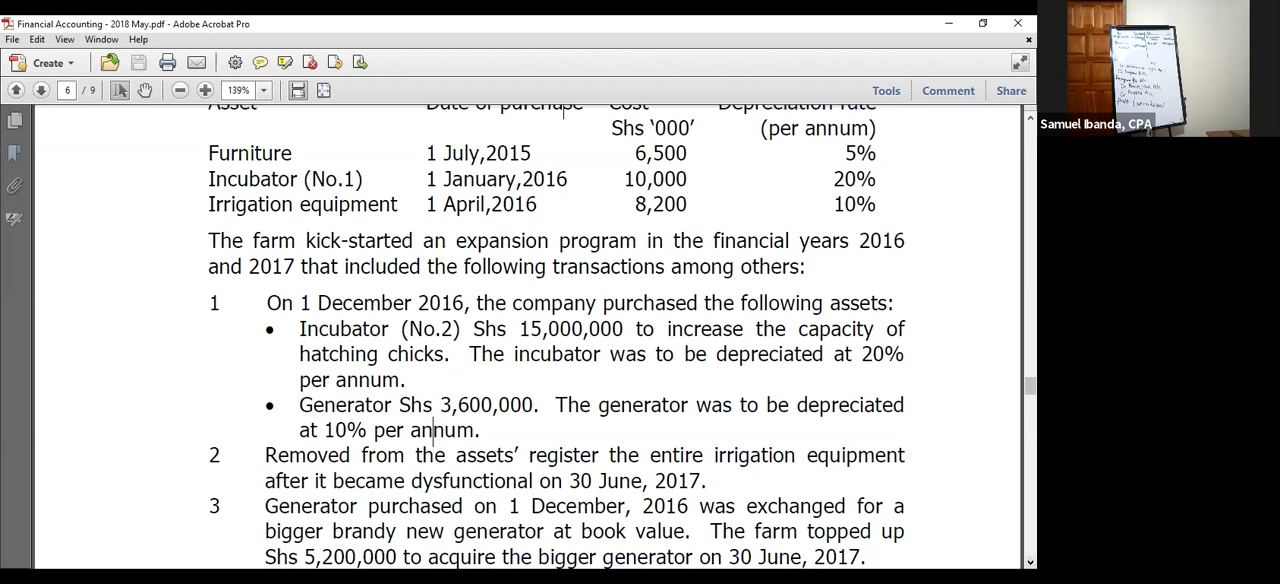 Financial Accounting - 2018 May.pdf - Adobe Acrobat Pro
File Edit View Window Help
Create
6 / 9 139% Tools Comment Share
Asset Date of purchase Cost Depreciation rate
Shs ‘000’ (per annum)
Furniture 1 July,2015 6,500 5%
Incubator (No.1) 1 January,2016 10,000 20%
Irrigation equipment 1 April,2016 8,200 10%
The farm kick-started an expansion program in the financial years 2016
and 2017 that included the following transactions among others:
1 On 1 December 2016, the company purchased the following assets:
• Incubator (No.2) Shs 15,000,000 to increase the capacity of
hatching chicks. The incubator was to be depreciated at 20%
per annum.
• Generator Shs 3,600,000. The generator was to be depreciated
at 10% per annum.
2 Removed from the assets’ register the entire irrigation equipment
after it became dysfunctional on 30 June, 2017.
3 Generator purchased on 1 December, 2016 was exchanged for a
bigger brandy new generator at book value. The farm topped up
Shs 5,200,000 to acquire the bigger generator on 30 June, 2017.
Samuel Ibanda, CPA